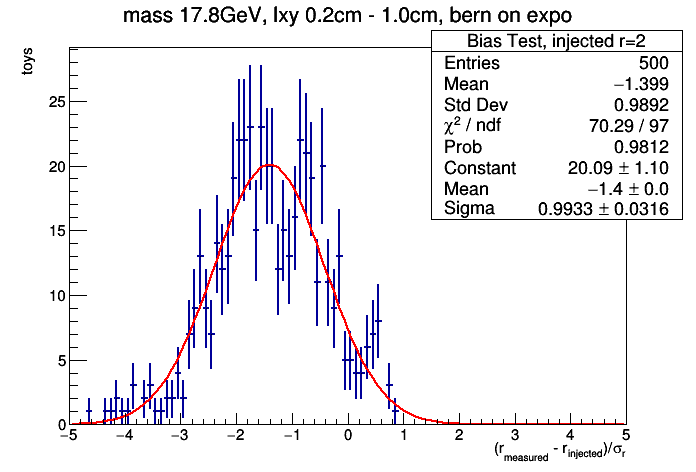 mass 17.8GeV, lxy 0.2cm - 1.0cm, bern on expo
Bias Test, injected r=2
Entries 500
Mean −1.399
Std Dev 0.9892
χ² / ndf 70.29 / 97
Prob 0.9812
Constant 20.09 ± 1.10
Mean −1.4 ± 0.0
Sigma 0.9933 ± 0.0316
toys
25
20
15
10
5
0
−5 −4 −3 −2 −1 0 1 2 3 4 5
(r_measured - r_injected)/σ_r